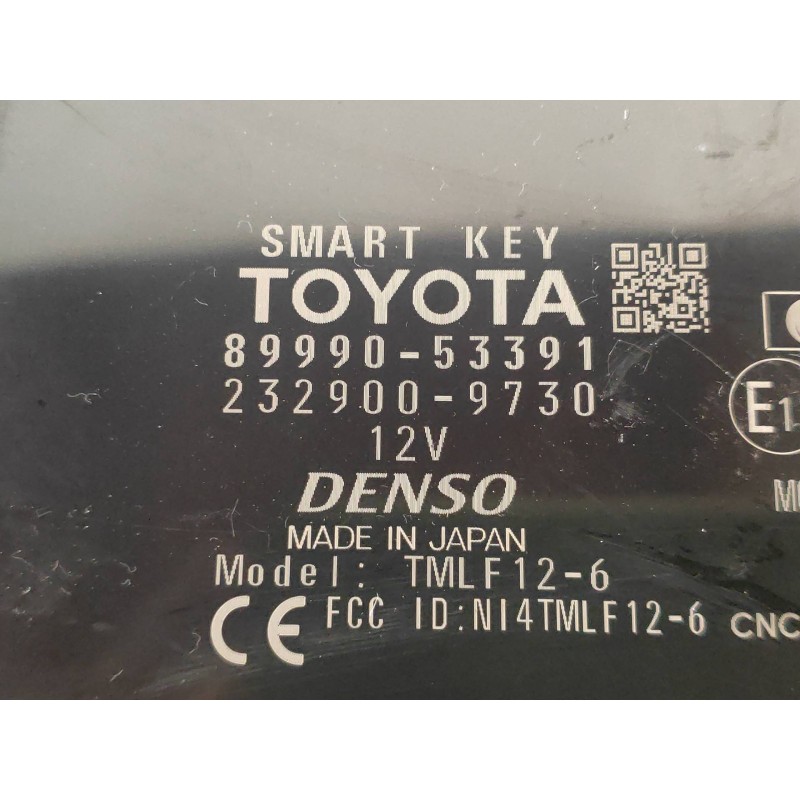 SMART KEY
TOYOTA
89990-53391
232900-9730
12V
DENSO
MADE IN JAPAN
Model: TMLF12-6
CE FCC ID:NI4TMLF12-6 CNC
E1